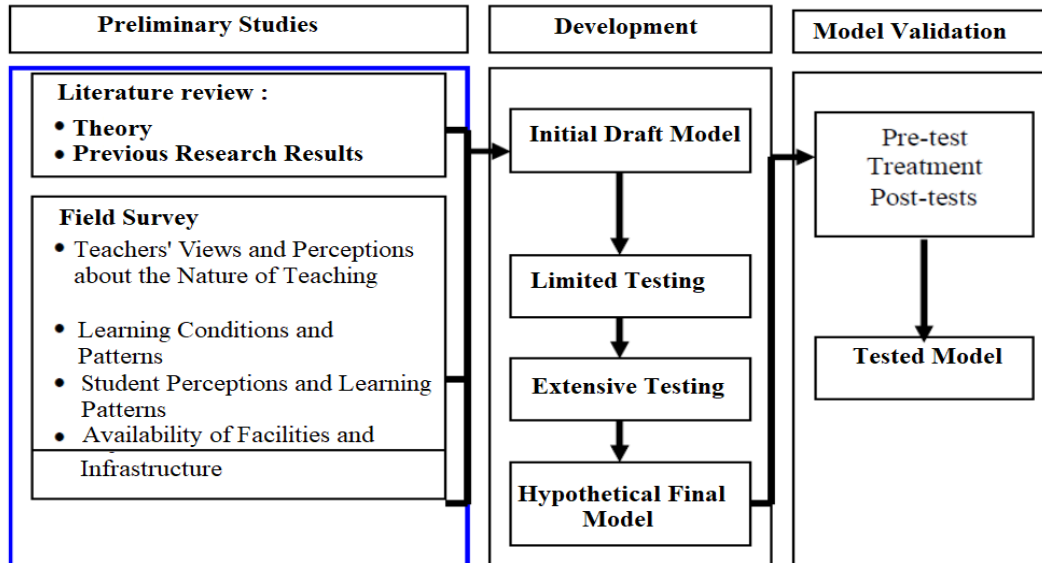 Preliminary Studies
Literature review :
• Theory
• Previous Research Results
Field Survey
• Teachers' Views and Perceptions
about the Nature of Teaching
• Learning Conditions and
Patterns
• Student Perceptions and Learning
Patterns
• Availability of Facilities and
Infrastructure
Development
Initial Draft Model
Limited Testing
Extensive Testing
Hypothetical Final
Model
Model Validation
Pre-test
Treatment
Post-tests
Tested Model